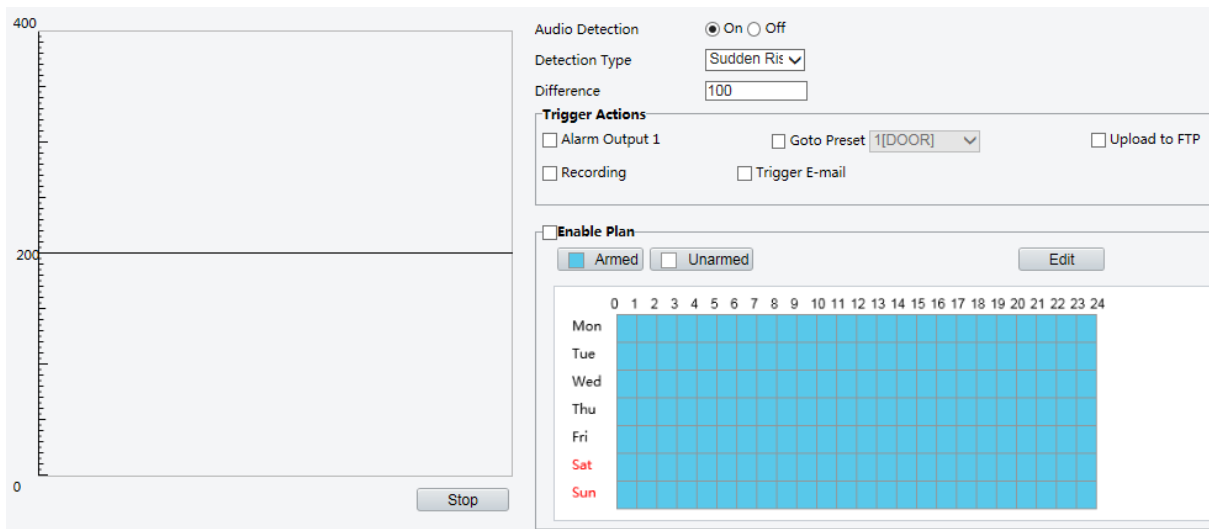 400
200
0
Stop
Audio Detection On Off
Detection Type Sudden Ris
Difference 100
Trigger Actions
Alarm Output 1 Goto Preset 1[DOOR] Upload to FTP
Recording Trigger E-mail
Enable Plan
Armed Unarmed Edit
0 1 2 3 4 5 6 7 8 9 10 11 12 13 14 15 16 17 18 19 20 21 22 23 24
Mon
Tue
Wed
Thu
Fri
Sat
Sun